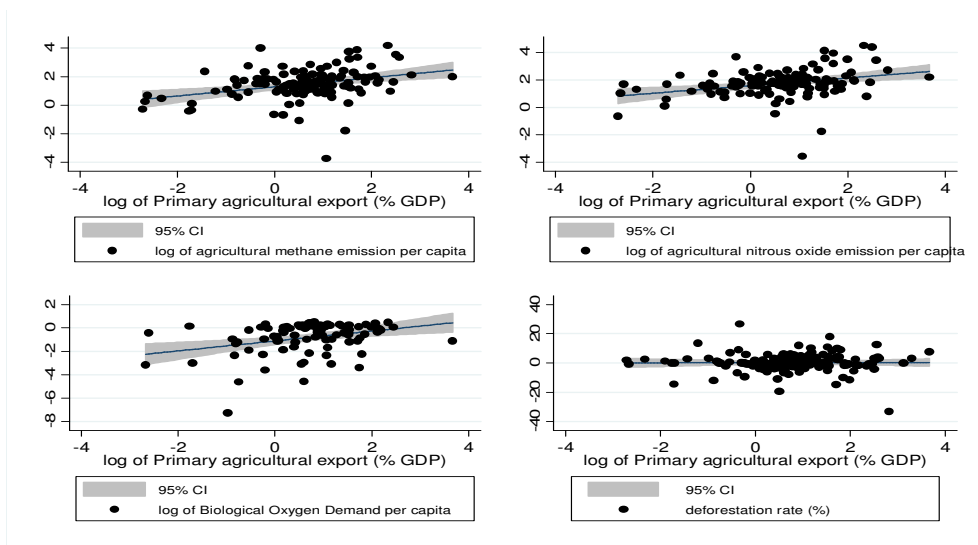 4
2
0
-2
-4
-4 -2 0 2 4
log of Primary agricultural export (% GDP)
95% CI
log of agricultural methane emission per capita
4
2
0
-2
-4
-4 -2 0 2 4
log of Primary agricultural export (% GDP)
95% CI
log of agricultural nitrous oxide emission per capita
2
0
-2
-4
-6
-8
-4 -2 0 2 4
log of Primary agricultural export (% GDP)
95% CI
log of Biological Oxygen Demand per capita
40
20
0
-20
-40
-4 -2 0 2 4
log of Primary agricultural export (% GDP)
95% CI
deforestation rate (%)